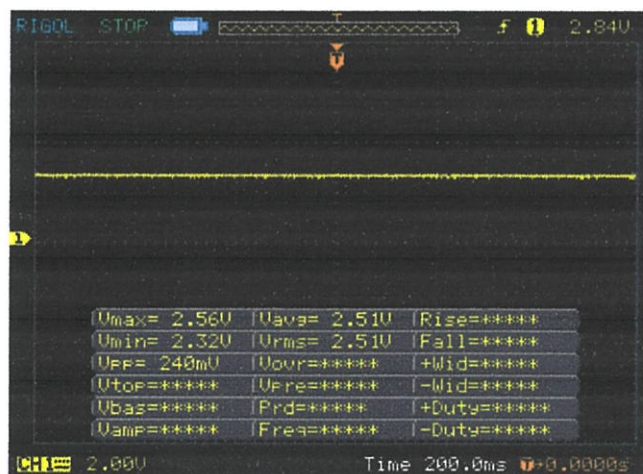 RIGOL STOP T 1 2.84V
T
1
Vmax= 2.56V Vavg= 2.51V Rise=*****
Vmin= 2.32V Vrms= 2.51V Fall=*****
Vpp= 240mV Vovr=***** +Wid=*****
Vtop=***** Vpre=***** -Wid=*****
Vbas=***** Prd=***** +Duty=*****
Vamp=***** Freq=***** -Duty=*****
CH1 2.00V Time 200.0ms T→0.0000s